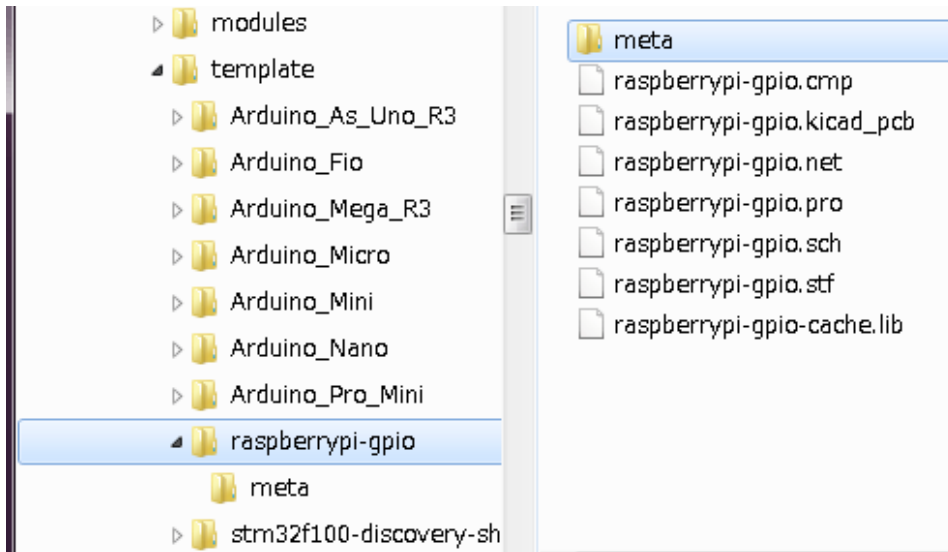 modules
template
Arduino_As_Uno_R3
Arduino_Fio
Arduino_Mega_R3
Arduino_Micro
Arduino_Mini
Arduino_Nano
Arduino_Pro_Mini
raspberrypi-gpio
meta
stm32f100-discovery-sh
meta
raspberrypi-gpio.cmp
raspberrypi-gpio.kicad_pcb
raspberrypi-gpio.net
raspberrypi-gpio.pro
raspberrypi-gpio.sch
raspberrypi-gpio.stf
raspberrypi-gpio-cache.lib